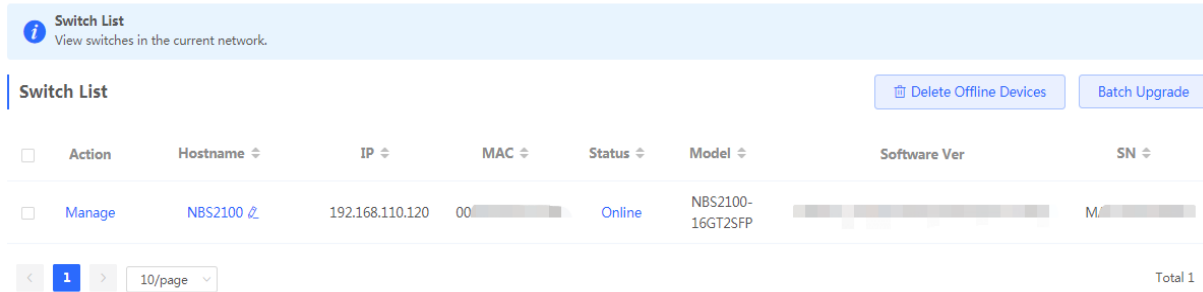 Switch List
View switches in the current network.
Switch List
Delete Offline Devices
Batch Upgrade
Action Hostname IP MAC Status Model Software Ver SN
Manage NBS2100 192.168.110.120 00 Online NBS2100-
16GT2SFP
1
10/page
Total 1